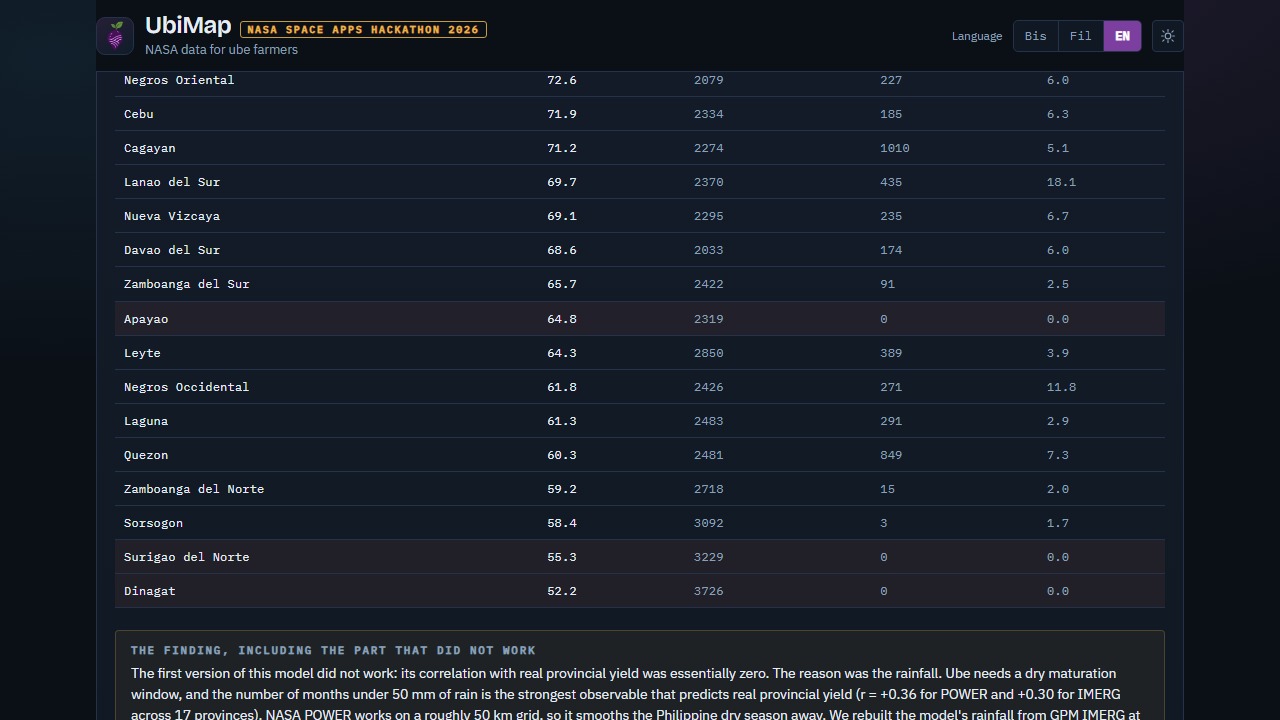 UbiMap NASA SPACE APPS HACKATHON 2026
NASA data for ube farmers
Language Bis Fil EN
Negros Oriental 72.6 2079 227 6.0
Cebu 71.9 2334 185 6.3
Cagayan 71.2 2274 1010 5.1
Lanao del Sur 69.7 2370 435 18.1
Nueva Vizcaya 69.1 2295 235 6.7
Davao del Sur 68.6 2033 174 6.0
Zamboanga del Sur 65.7 2422 91 2.5
Apayao 64.8 2319 0 0.0
Leyte 64.3 2850 389 3.9
Negros Occidental 61.8 2426 271 11.8
Laguna 61.3 2483 291 2.9
Quezon 60.3 2481 849 7.3
Zamboanga del Norte 59.2 2718 15 2.0
Sorsogon 58.4 3092 3 1.7
Surigao del Norte 55.3 3229 0 0.0
Dinagat 52.2 3726 0 0.0
THE FINDING, INCLUDING THE PART THAT DID NOT WORK
The first version of this model did not work: its correlation with real provincial yield was essentially zero. The reason was the rainfall. Ube needs a dry maturation
window, and the number of months under 50 mm of rain is the strongest observable that predicts real provincial yield (r = +0.36 for POWER and +0.30 for IMERG
across 17 provinces). NASA POWER works on a roughly 50 km grid, so it smooths the Philippine dry season away. We rebuilt the model's rainfall from GPM IMERG at